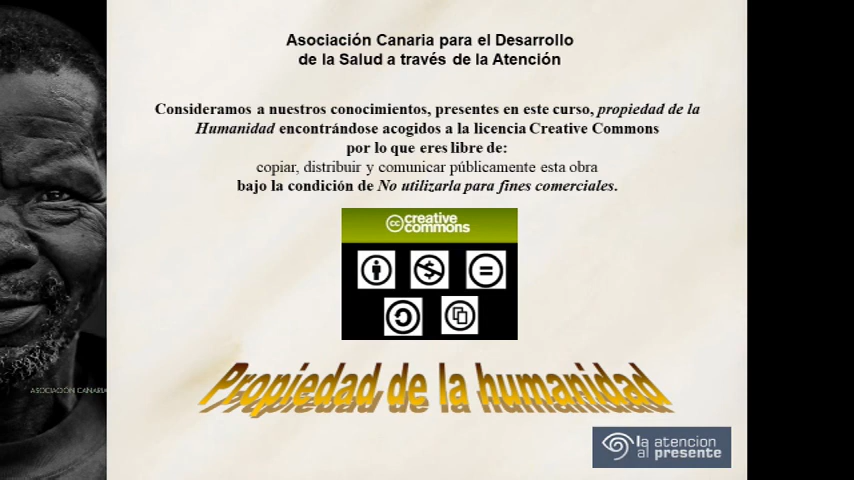 Asociación Canaria para el Desarrollo
de la Salud a través de la Atención
Consideramos a nuestros conocimientos, presentes en este curso, propiedad de la
Humanidad encontrándose acogidos a la licencia Creative Commons
por lo que eres libre de:
copiar, distribuir y comunicar públicamente esta obra
bajo la condición de No utilizarla para fines comerciales.
cc creative
commons
Propiedad de la humanidad
ASOCIACIÓN CANARIA
la atencion
al presente